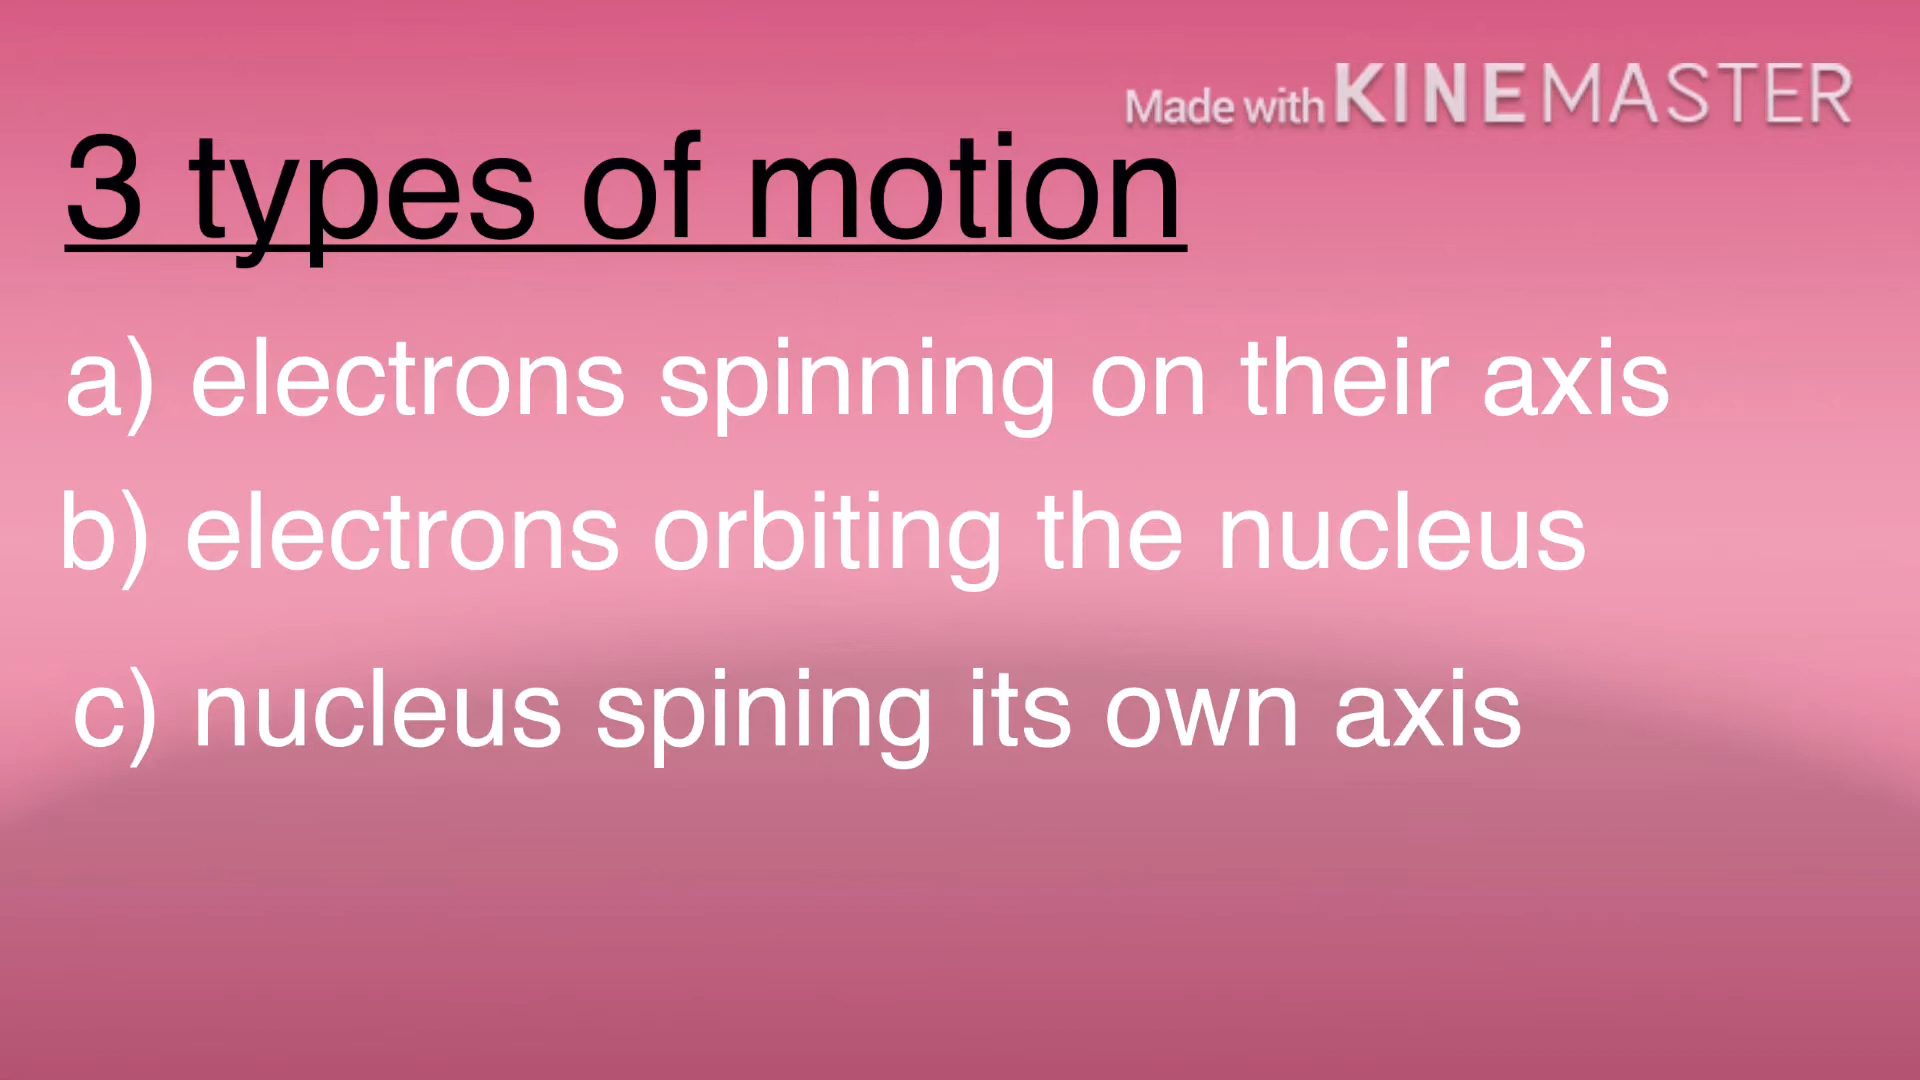 Made with KINEMASTER
3 types of motion
a) electrons spinning on their axis
b) electrons orbiting the nucleus
c) nucleus spining its own axis